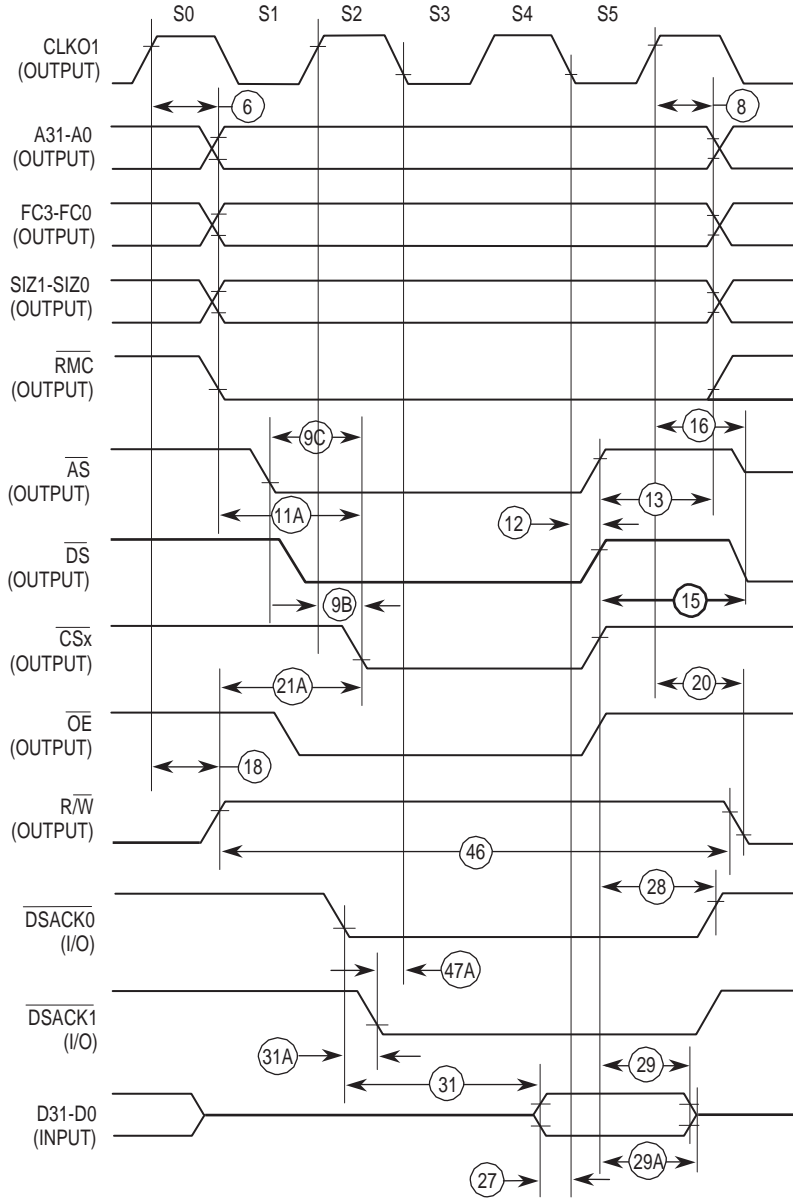 S0 S1 S2 S3 S4 S5
CLKO1
(OUTPUT)
6 8
A31-A0
(OUTPUT)
FC3-FC0
(OUTPUT)
SIZ1-SIZ0
(OUTPUT)
RMC
(OUTPUT)
16
9C
AS
(OUTPUT)
11A 12 13
DS
(OUTPUT)
9B 15
CSx
(OUTPUT)
21A 20
OE
(OUTPUT)
18
R/W
(OUTPUT)
46
28
DSACK0
(I/O)
47A
DSACK1
(I/O)
31A 29
31
D31-D0
(INPUT)
29A
27